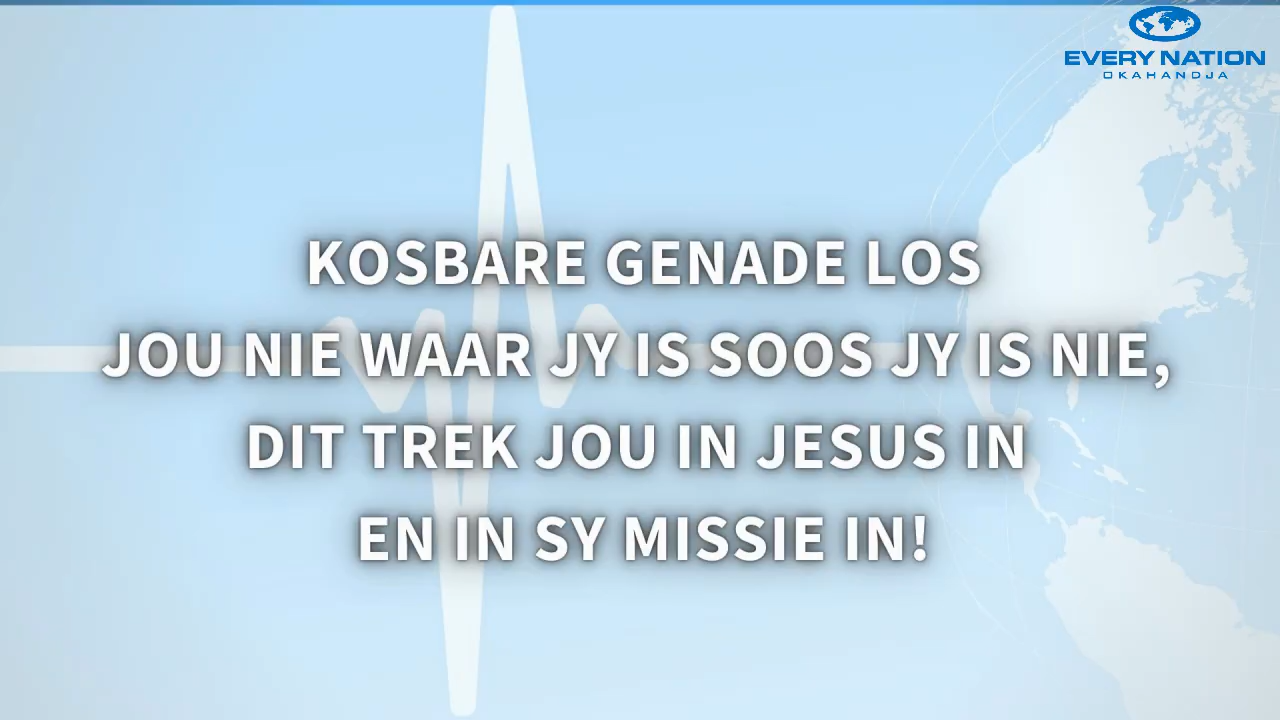 EVERY NATION
OKAHANDJA
KOSBARE GENADE LOS
JOU NIE WAAR JY IS SOOS JY IS NIE,
DIT TREK JOU IN JESUS IN
EN IN SY MISSIE IN!